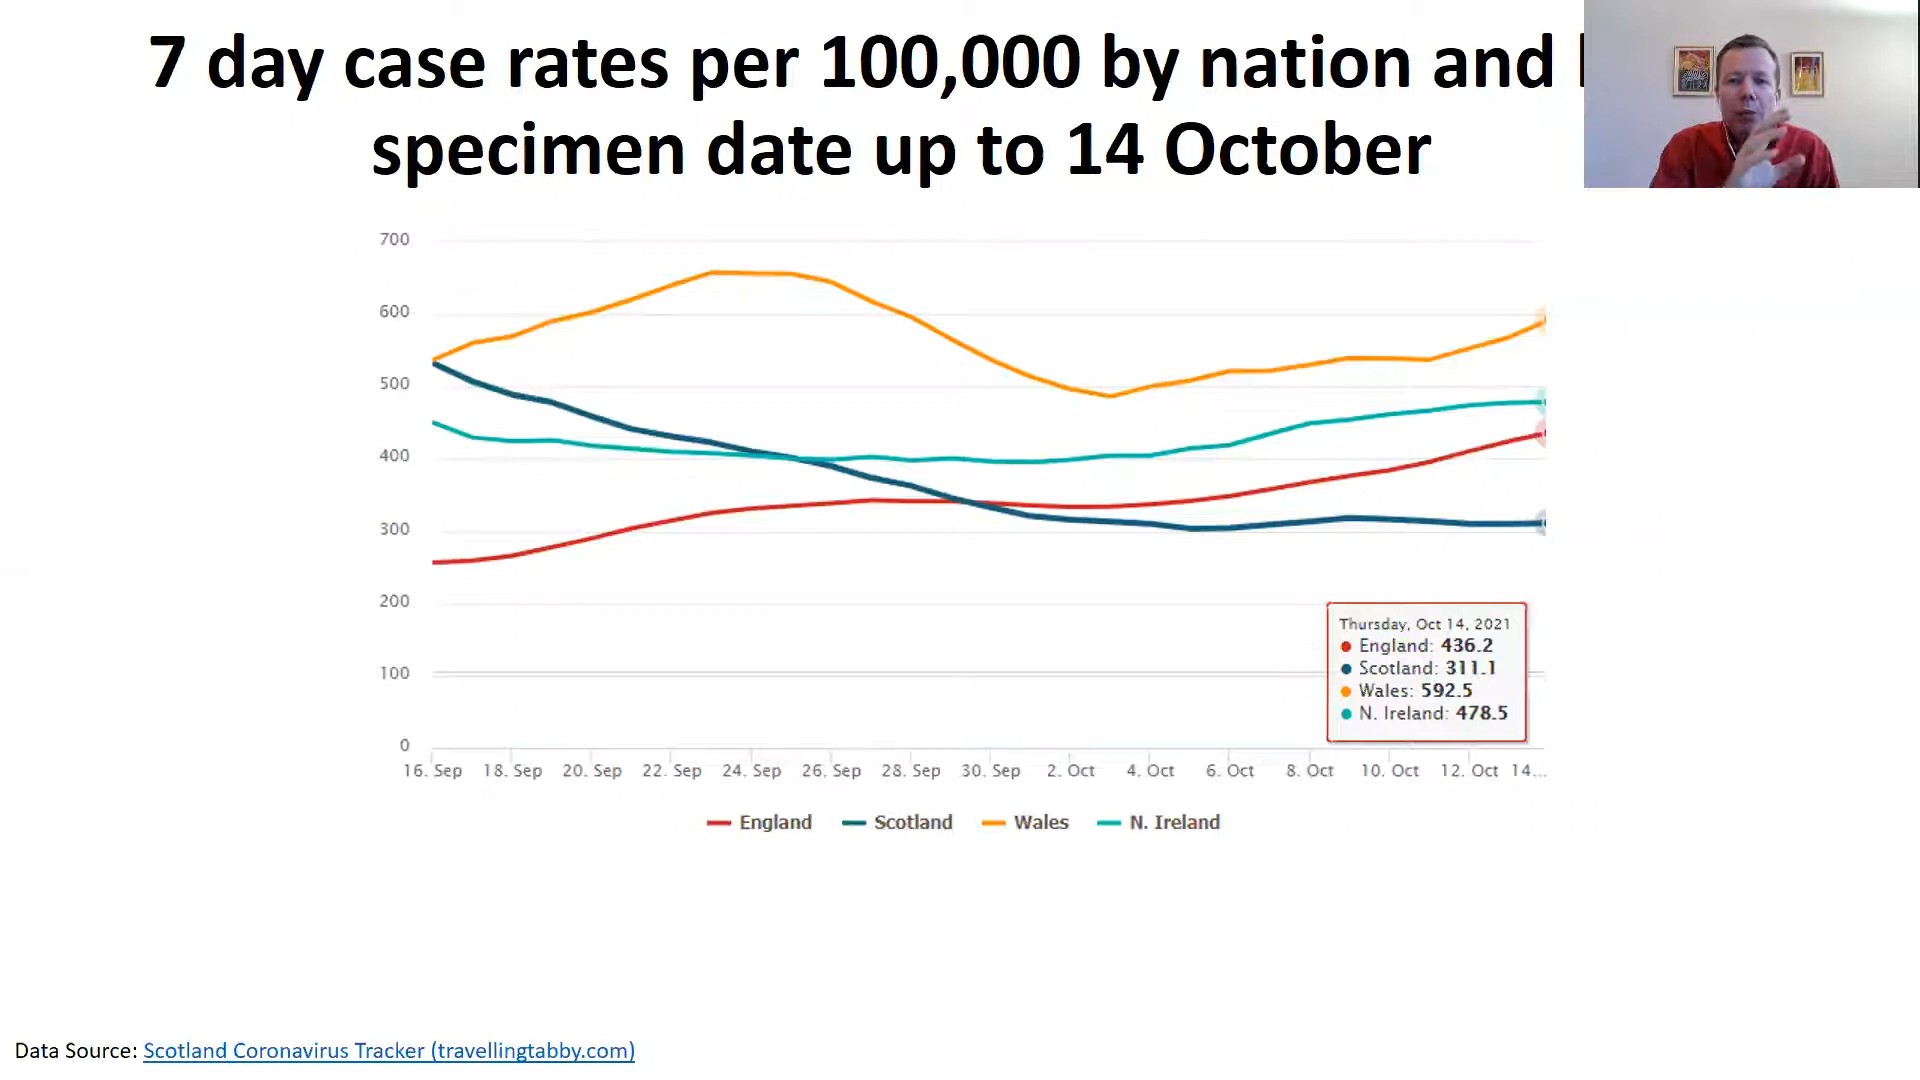 7 day case rates per 100,000 by nation and
specimen date up to 14 October
700
600
500
400
300
200
100
0
16. Sep 18. Sep 20. Sep 22. Sep 24. Sep 26. Sep 28. Sep 30. Sep 2. Oct 4. Oct 6. Oct 8. Oct 10. Oct 12. Oct 14...
Thursday, Oct 14, 2021
England: 436.2
Scotland: 311.1
Wales: 592.5
N. Ireland: 478.5
England Scotland Wales N. Ireland
Data Source: Scotland Coronavirus Tracker (travellingtabby.com)